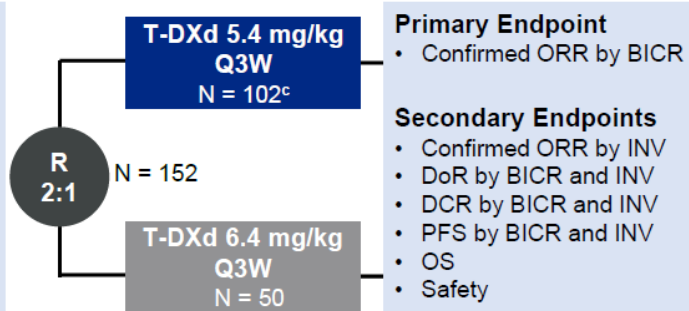 R
2:1
N = 152
T-DXd 5.4 mg/kg
Q3W
N = 102ᶜ
T-DXd 6.4 mg/kg
Q3W
N = 50
Primary Endpoint
• Confirmed ORR by BICR
Secondary Endpoints
• Confirmed ORR by INV
• DoR by BICR and INV
• DCR by BICR and INV
• PFS by BICR and INV
• OS
• Safety